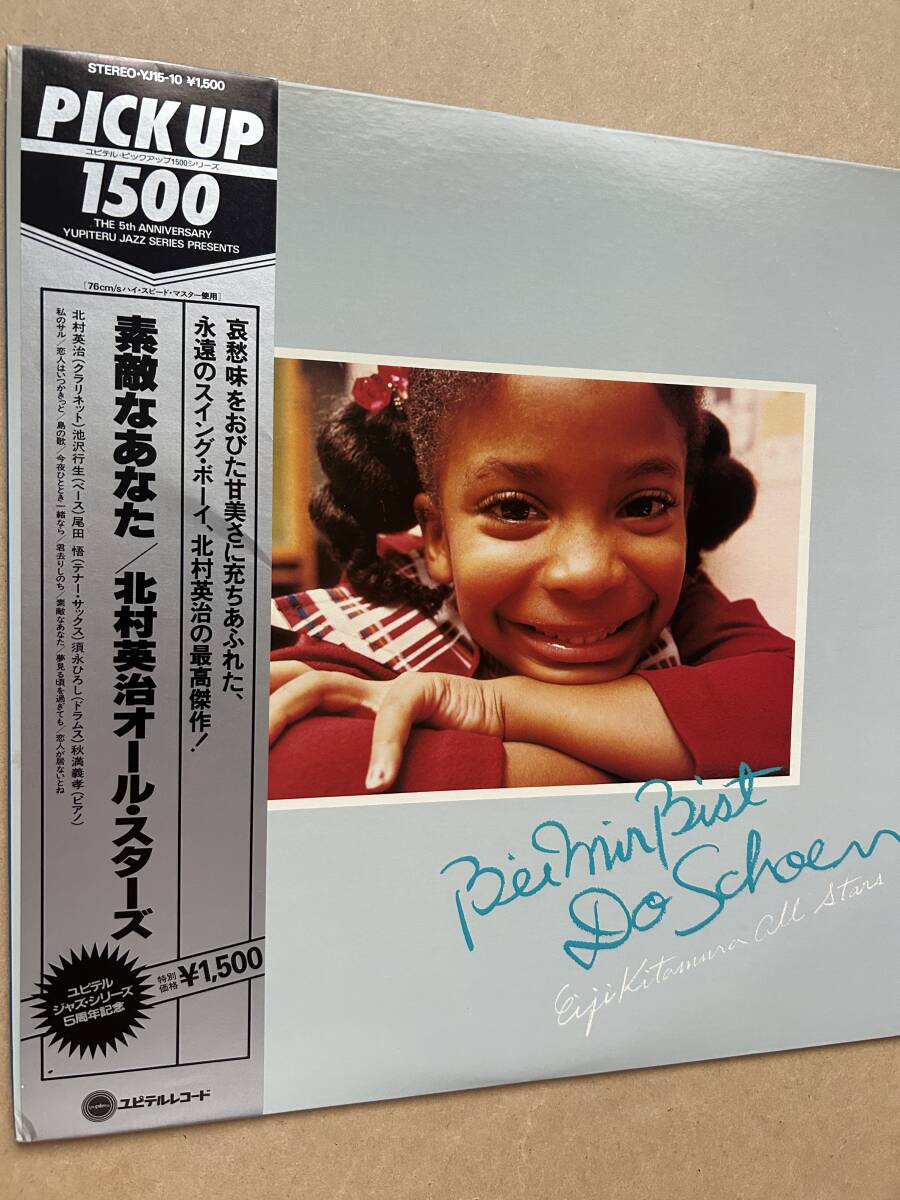 STEREO・YJ15-10 ¥1,500
PICK UP
ユピテル・ピックアップ1500シリーズ
1500
THE 5th ANNIVERSARY
YUPITERU JAZZ SERIES PRESENTS
[76cm/sハイ・スピード・マスター使用]
哀愁味をおびた甘美さに充ちあふれた、
永遠のスイング・ボーイ、北村英治の最高傑作!
素敵なあなた/北村英治オール・スターズ
北村英治(クラリネット)池沢行生(ベース)尾田 悟(テナー・サックス)須永ひろし(ドラムス)秋満義孝(ピアノ)
私のサル/恋人はいつかきっと/島の歌/今夜ひととき一緒なら/君去りしのち/素敵なあなた/夢見る頃を過ぎても/恋人が居ないとね
特別
価格
¥1,500
ユピテル
ジャズ・シリーズ
5周年記念
ユピテルレコード
Bei Mir Bist
Do Schoen
Eiji Kitamura All Stars